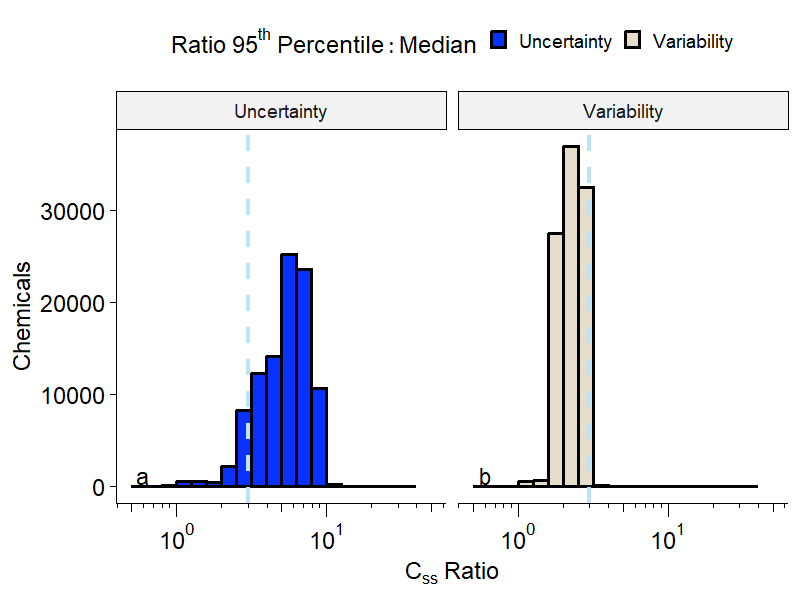 Ratio 95th Percentile : Median Uncertainty Variability
Uncertainty Variability
30000
20000
10000
0
Chemicals
a b
10^0 10^1 10^0 10^1
Css Ratio